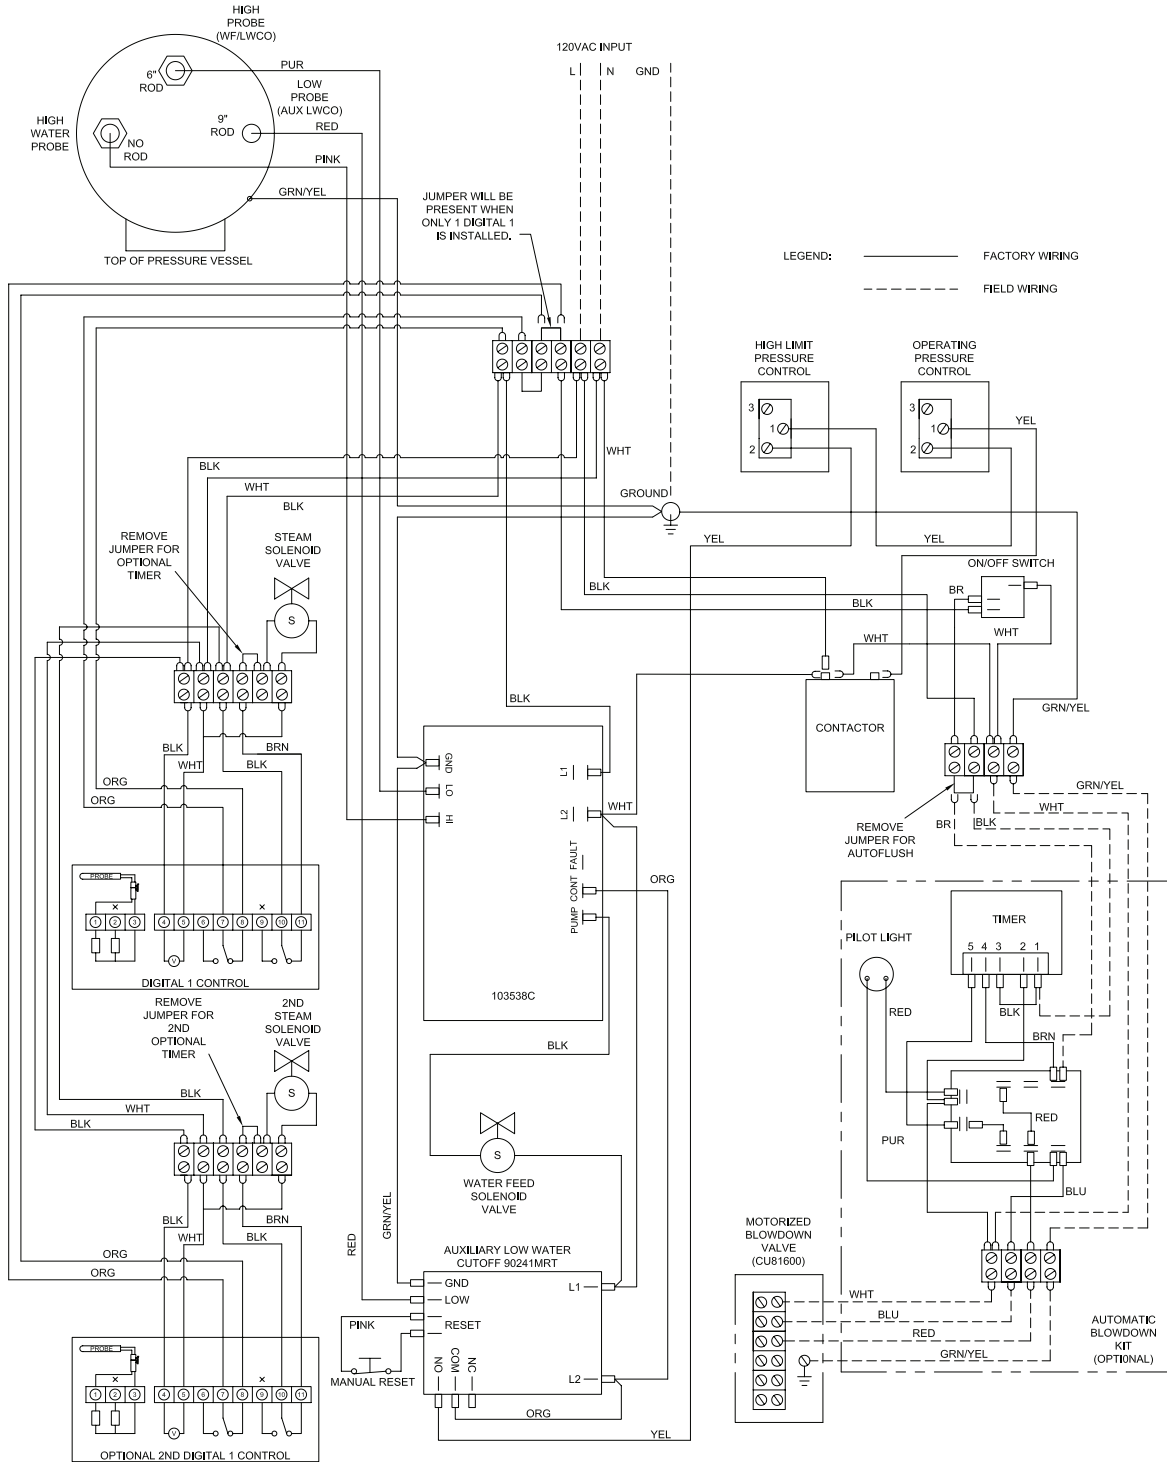 HIGH
PROBE
(WF/LWCO)
PUR
6"
ROD
LOW
PROBE
(AUX LWCO)
9"
ROD
RED
HIGH
WATER
PROBE
NO
ROD
PINK
GRN/YEL
TOP OF PRESSURE VESSEL
120VAC INPUT
L
N
GND
JUMPER WILL BE
PRESENT WHEN
ONLY 1 DIGITAL 1
IS INSTALLED.
LEGEND:
FACTORY WIRING
FIELD WIRING
HIGH LIMIT
PRESSURE
CONTROL
3
1
2
OPERATING
PRESSURE
CONTROL
3
1
2
YEL
WHT
BLK
WHT
BLK
GROUND
YEL
YEL
REMOVE
JUMPER FOR
OPTIONAL
TIMER
STEAM
SOLENOID
VALVE
S
ON/OFF SWITCH
BR
BLK
BLK
WHT
WHT
BLK
CONTACTOR
GRN/YEL
BLK
BRN
WHT
BLK
ORG
ORG
GND
LO
HI
L1
L2
WHT
FAULT
CONT
PUMP
ORG
103538C
GRN/YEL
WHT
BR
BLK
REMOVE
JUMPER FOR
AUTOFLUSH
PROBE
1
2
3
4
5
6
7
8
9
10
11
V
DIGITAL 1 CONTROL
TIMER
5 4 3 2 1
PILOT LIGHT
RED
BLK
BRN
RED
PUR
BLU
REMOVE
JUMPER FOR
2ND
OPTIONAL
TIMER
2ND
STEAM
SOLENOID
VALVE
S
BLK
WHT
BLK
BLK
S
WATER FEED
SOLENOID
VALVE
BLK
BRN
WHT
BLK
ORG
ORG
RED
GRN/YEL
AUXILIARY LOW WATER
CUTOFF 90241MRT
GND
LOW
RESET
L1
L2
NO
COM
NC
PINK
MANUAL RESET
ORG
YEL
MOTORIZED
BLOWDOWN
VALVE
(CU81600)
WHT
BLU
RED
GRN/YEL
AUTOMATIC
BLOWDOWN
KIT
(OPTIONAL)
PROBE
1
2
3
4
5
6
7
8
9
10
11
V
OPTIONAL 2ND DIGITAL 1 CONTROL